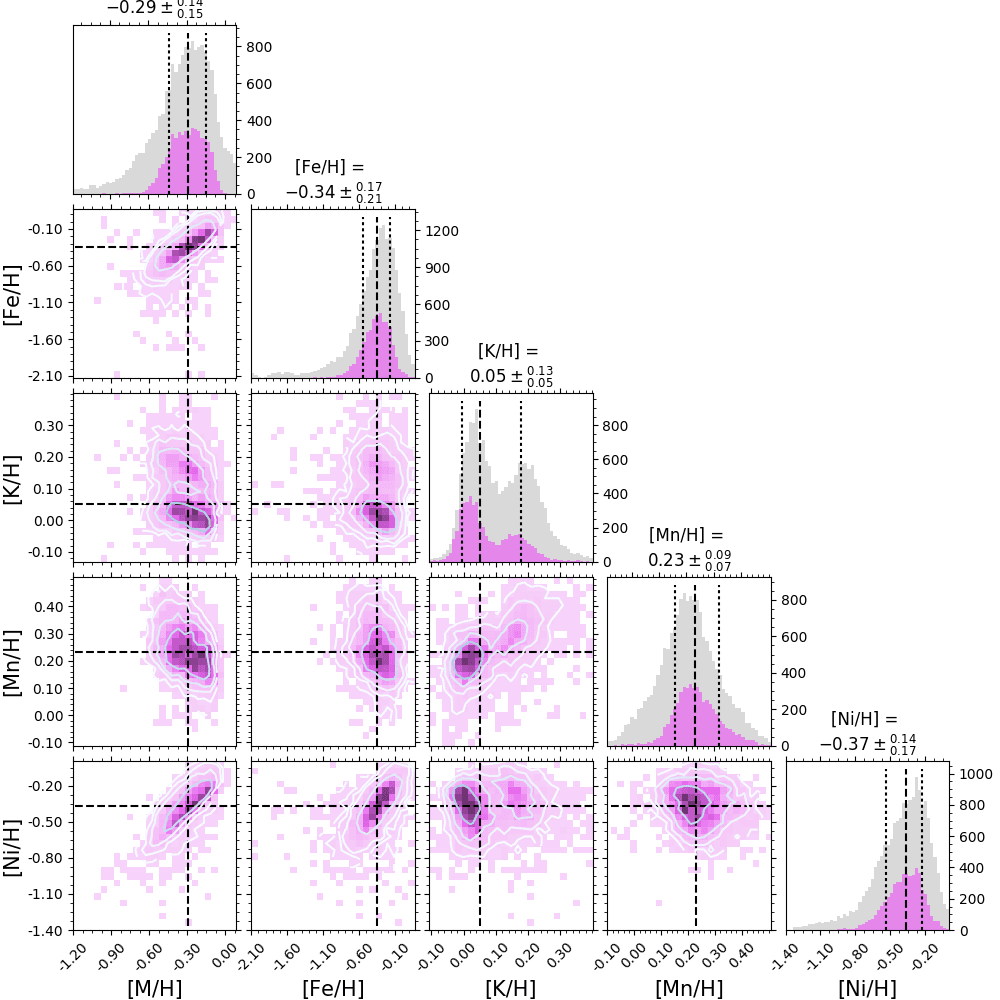 −0.29 ± 0.14 0.15
800
600
400
200
0
[Fe/H] =
−0.34 ± 0.17 0.21
-0.10
-0.60
-1.10
-1.60
-2.10
[Fe/H]
1200
900
600
300
0
[K/H] =
0.05 ± 0.13 0.05
0.30
0.20
0.10
0.00
-0.10
[K/H]
800
600
400
200
0
[Mn/H] =
0.23 ± 0.09 0.07
0.40
0.30
0.20
0.10
0.00
-0.10
[Mn/H]
800
600
400
200
0
[Ni/H] =
−0.37 ± 0.14 0.17
-0.20
-0.50
-0.80
-1.10
-1.40
[Ni/H]
1000
800
600
400
200
0
-1.20 -0.90 -0.60 -0.30 0.00
-2.10 -1.60 -1.10 -0.60 -0.10
-0.10 0.00 0.10 0.20 0.30
-0.10 0.00 0.10 0.20 0.30 0.40
-1.40 -1.10 -0.80 -0.50 -0.20
[M/H] [Fe/H] [K/H] [Mn/H] [Ni/H]